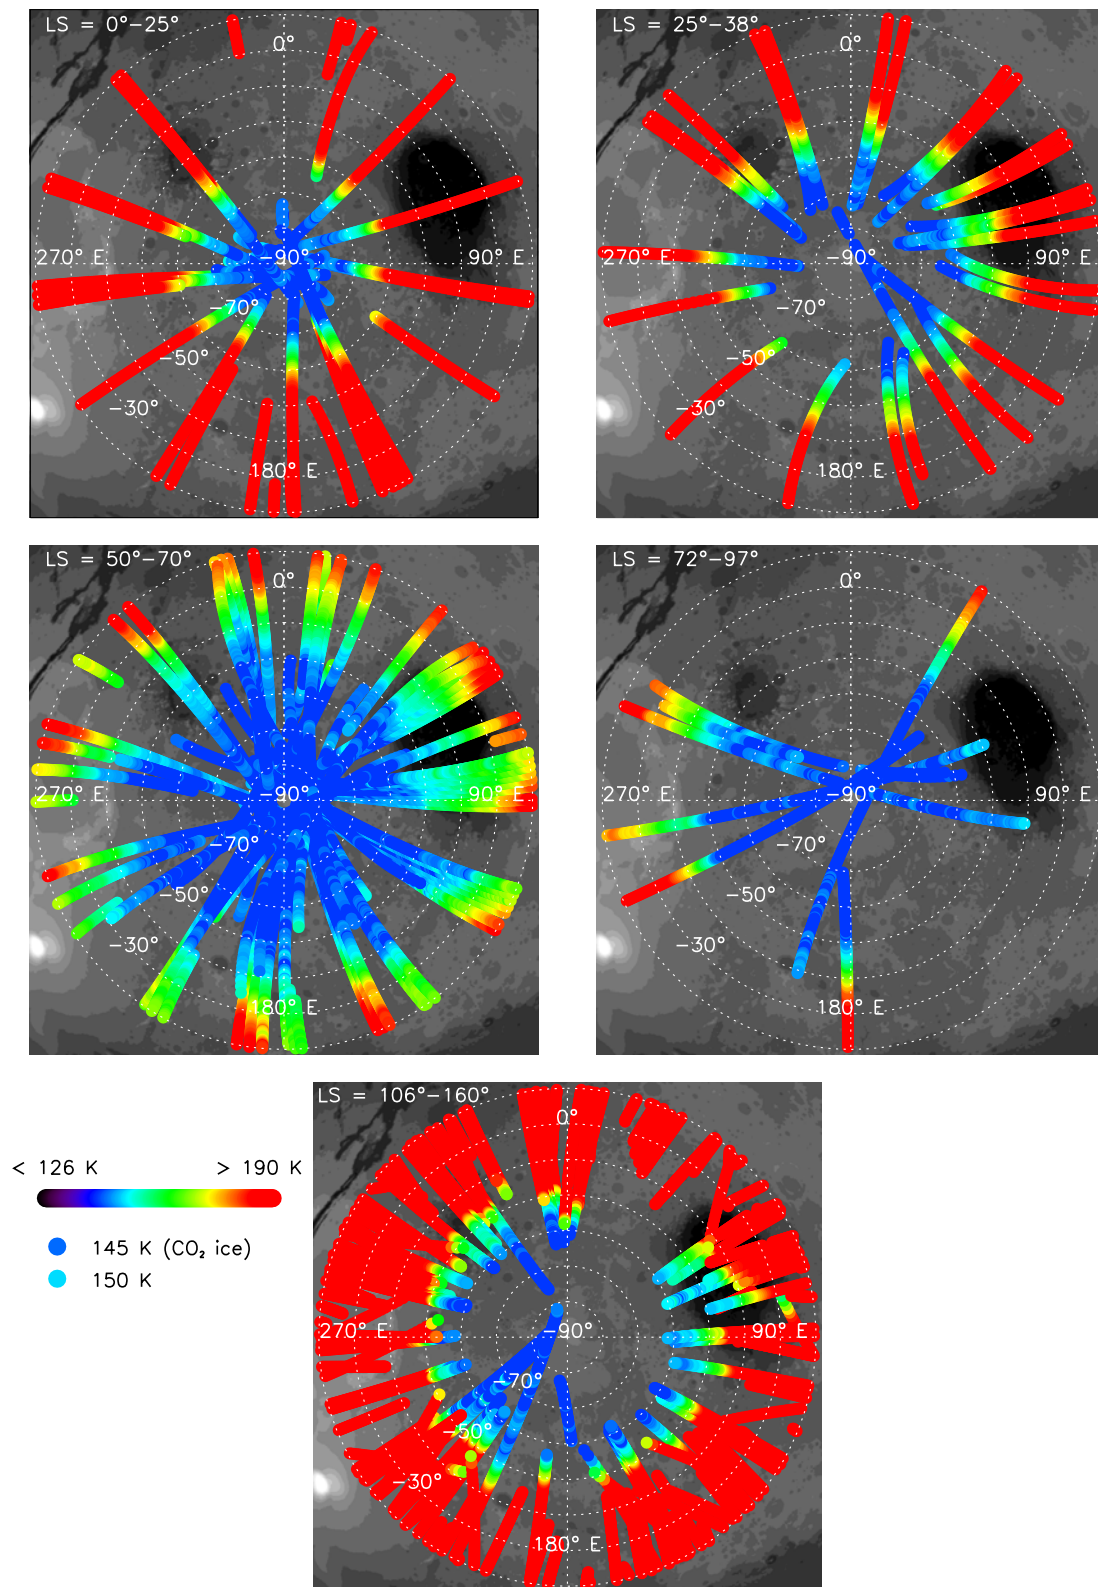 LS = 0°−25°
0°
270° E
−90°
90° E
−70°
−50°
−30°
180° E
LS = 25°−38°
0°
270° E
−90°
90° E
−70°
−50°
−30°
180° E
LS = 50°−70°
0°
270° E
−90°
90° E
−70°
−50°
−30°
180° E
LS = 72°−97°
0°
270° E
−90°
90° E
−70°
−50°
−30°
180° E
LS = 106°−160°
0°
270° E
−90°
90° E
−70°
−50°
−30°
180° E
< 126 K > 190 K
145 K (CO₂ ice)
150 K